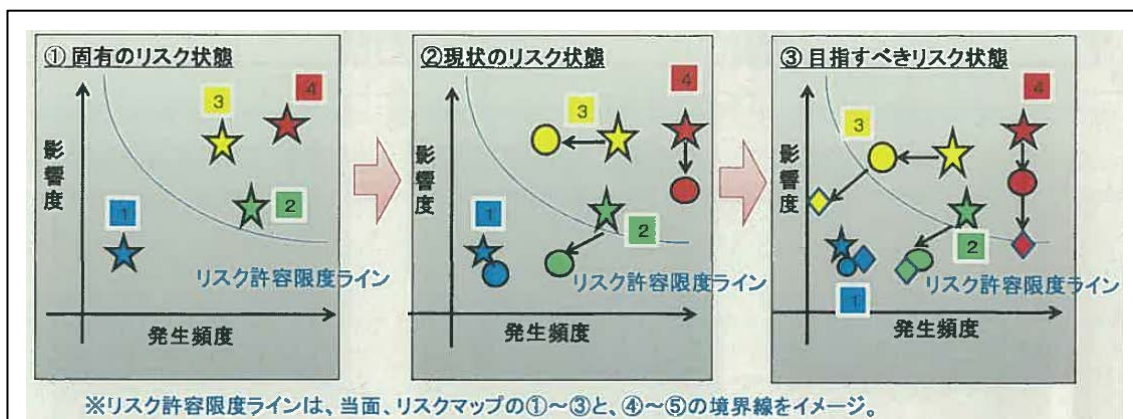 ① 固有のリスク状態
影響度
3
4
1
2
リスク許容限度ライン
発生頻度
②現状のリスク状態
影響度
4
3
1
2
リスク許容限度ライン
発生頻度
③ 目指すべきリスク状態
影響度
4
3
2
1
リスク許容限度ライン
発生頻度
※リスク許容限度ラインは、当面、リスクマップの①～③と、④～⑤の境界線をイメージ。